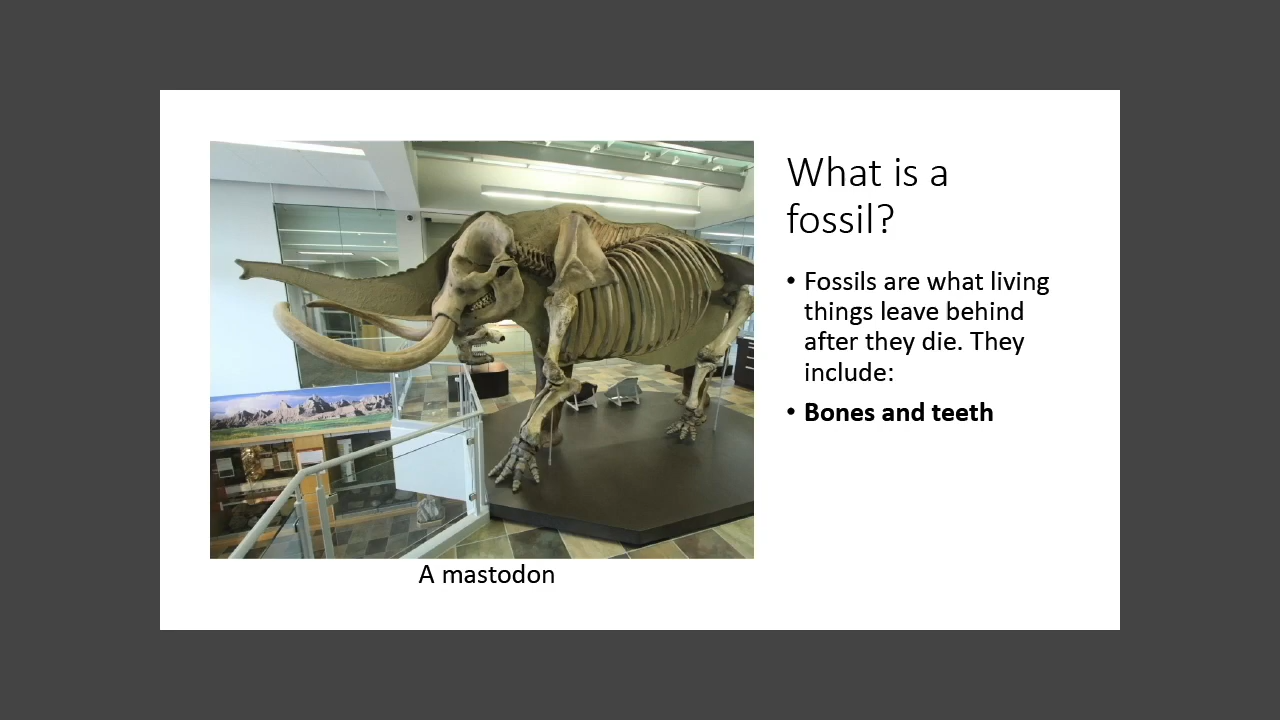 What is a
fossil?
• Fossils are what living
things leave behind
after they die. They
include:
• Bones and teeth
A mastodon